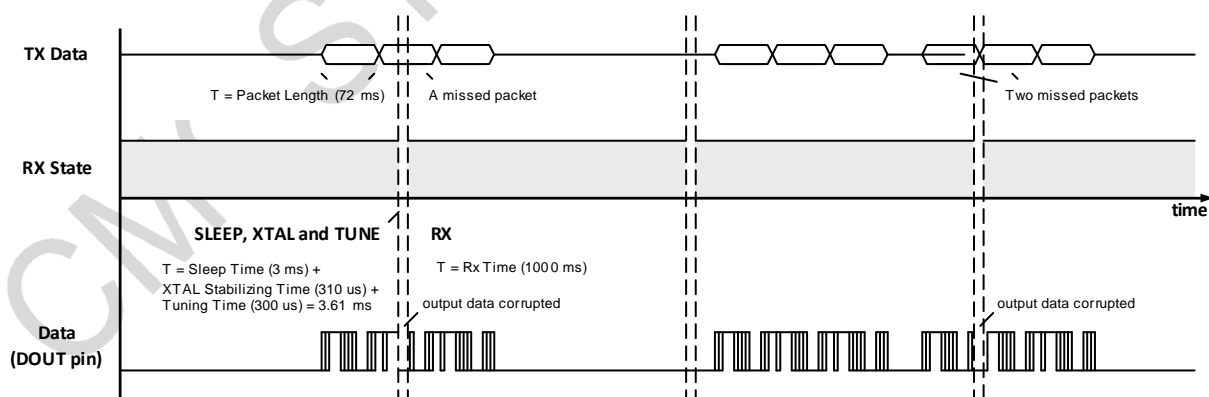 TX Data
T = Packet Length (72 ms)
A missed packet
Two missed packets
RX State
time
SLEEP, XTAL and TUNE
RX
T = Sleep Time (3 ms) +
XTAL Stabilizing Time (310 us) +
Tuning Time (300 us) = 3.61 ms
T = Rx Time (1000 ms)
output data corrupted
output data corrupted
Data
(DOUT pin)